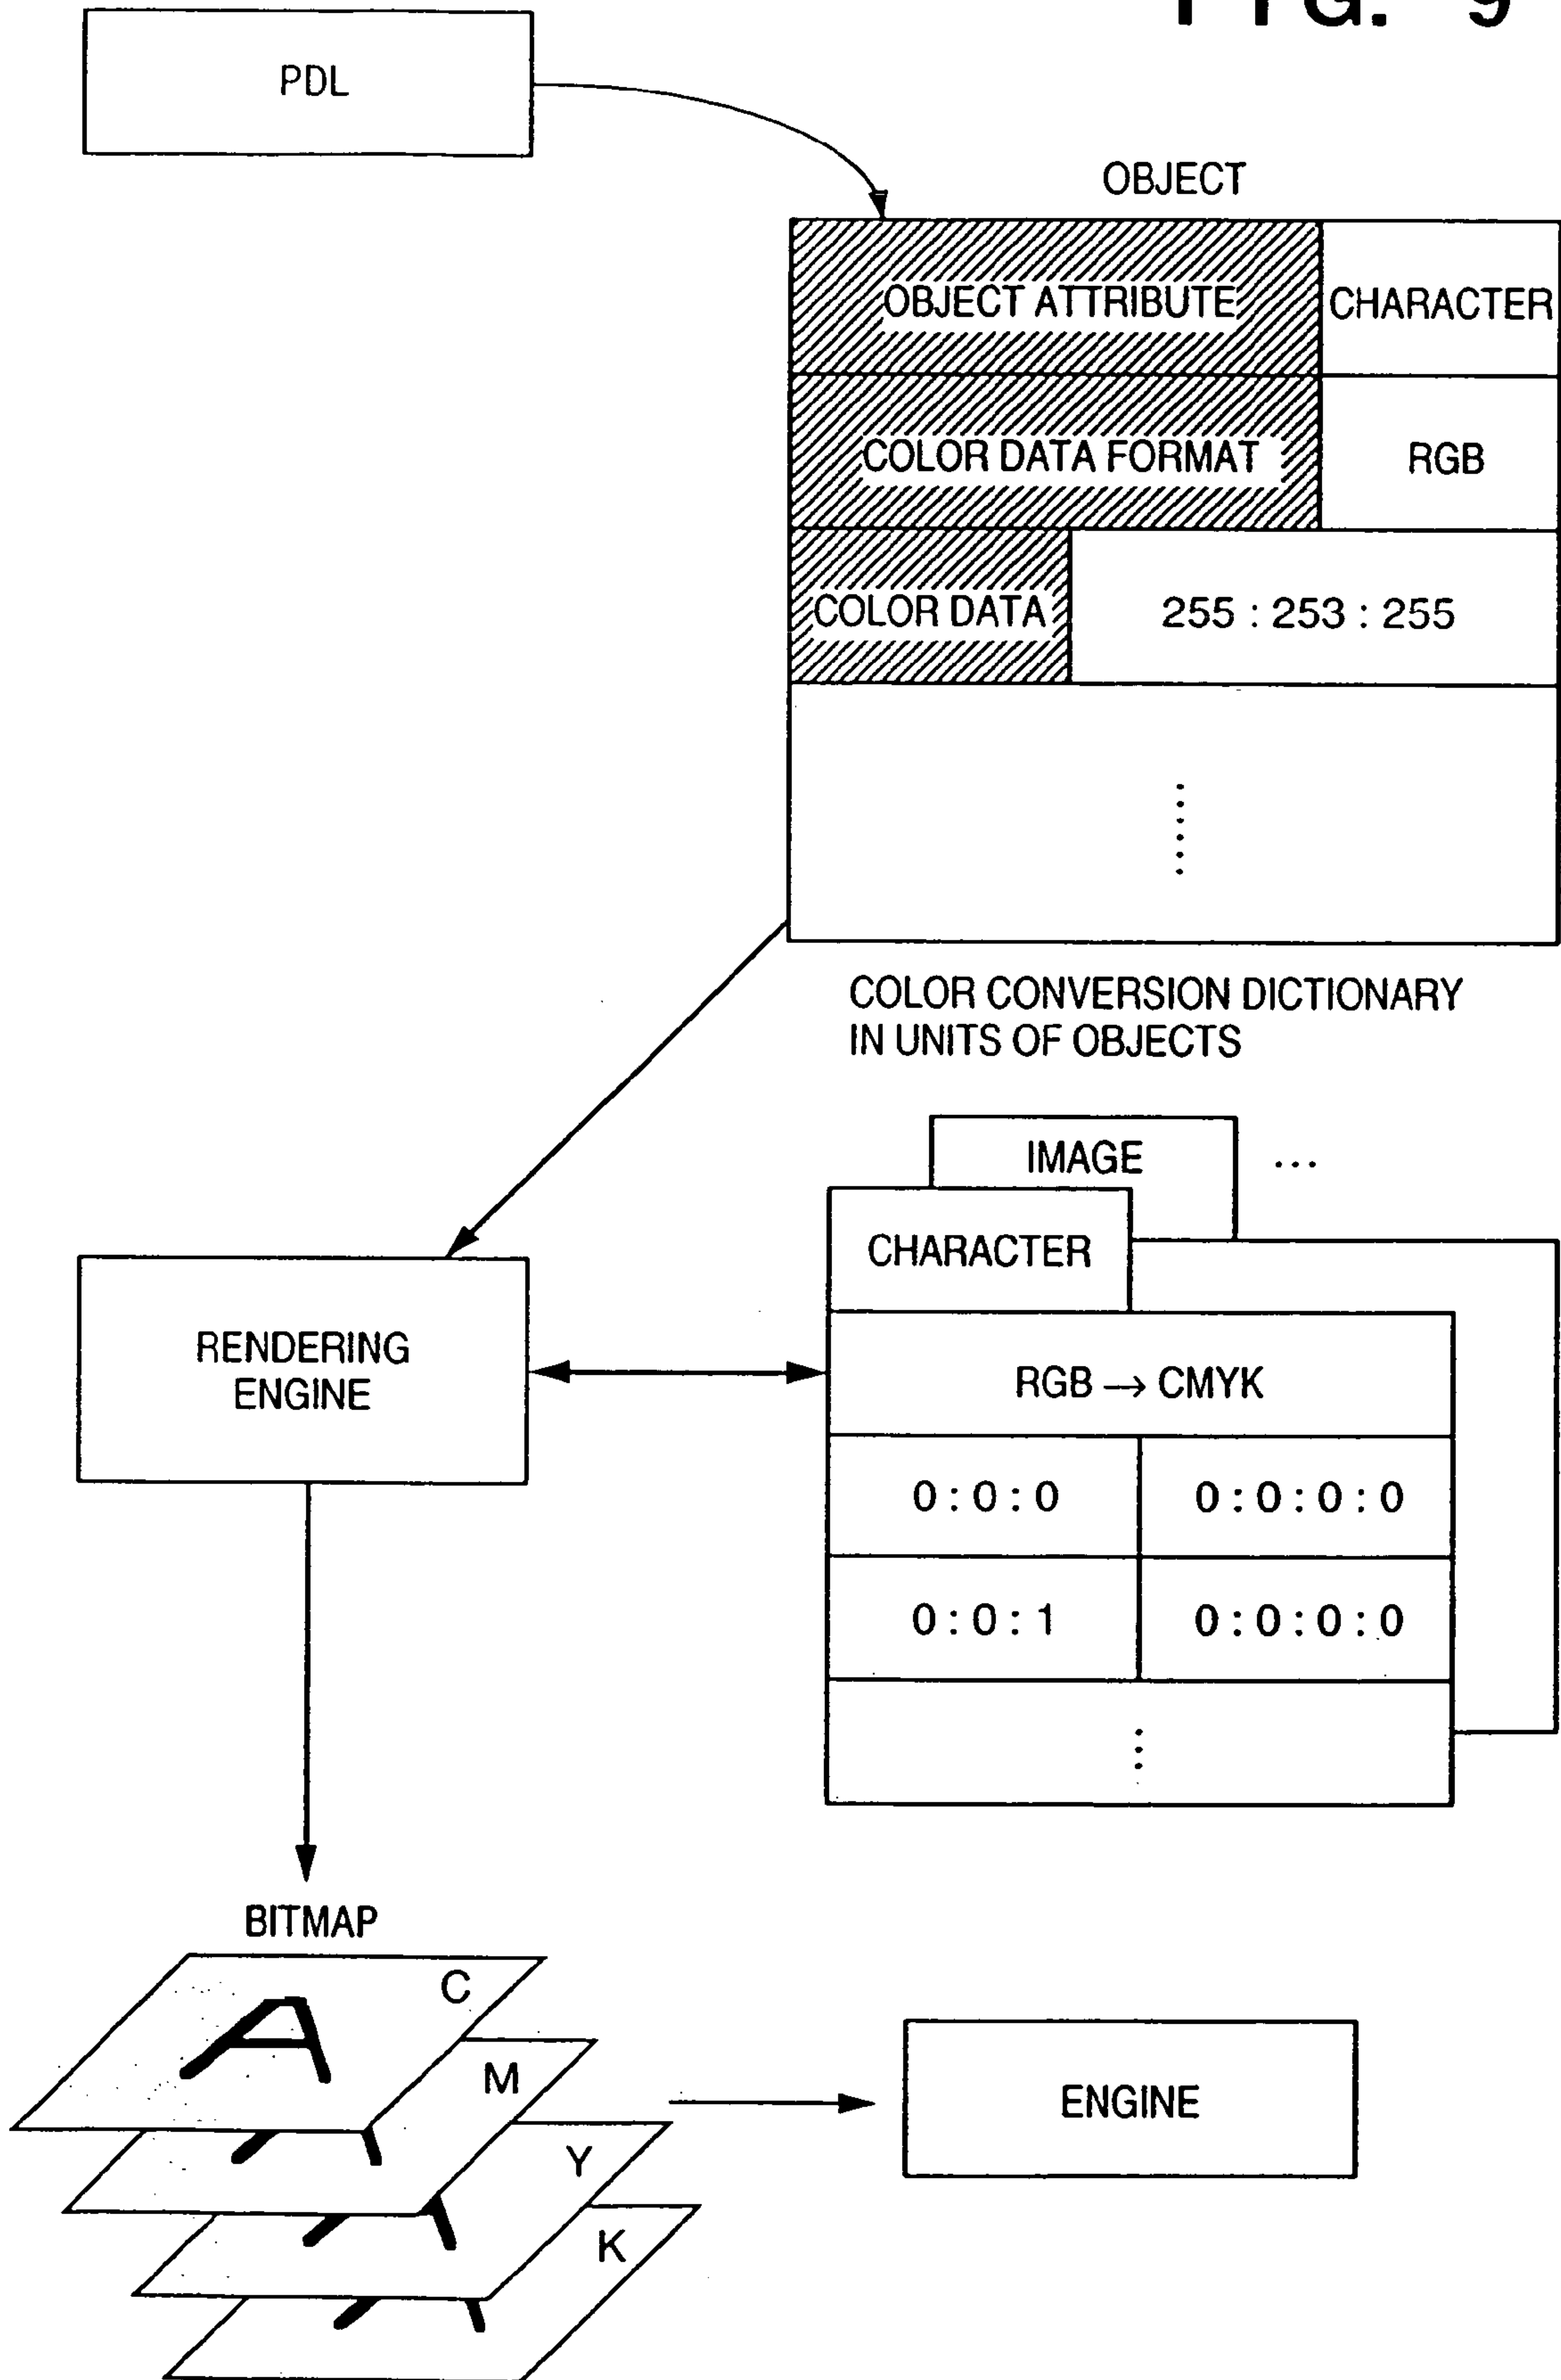 FIG. 9
PDL
OBJECT
OBJECT ATTRIBUTE
CHARACTER
COLOR DATA FORMAT
RGB
COLOR DATA
255 : 253 : 255
COLOR CONVERSION DICTIONARY
IN UNITS OF OBJECTS
IMAGE ...
CHARACTER
RENDERING
ENGINE
RGB → CMYK
0 : 0 : 0
0 : 0 : 0 : 0
0 : 0 : 1
0 : 0 : 0 : 0
BITMAP
A
C
M
Y
K
ENGINE